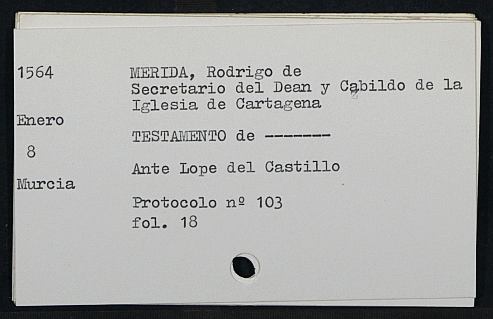 1564
MERIDA, Rodrigo de
Secretario del Dean y Cabildo de la
Iglesia de Cartagena
Enero
TESTAMENTO de -------
8
Ante Lope del Castillo
Murcia
Protocolo nº 103
fol. 18